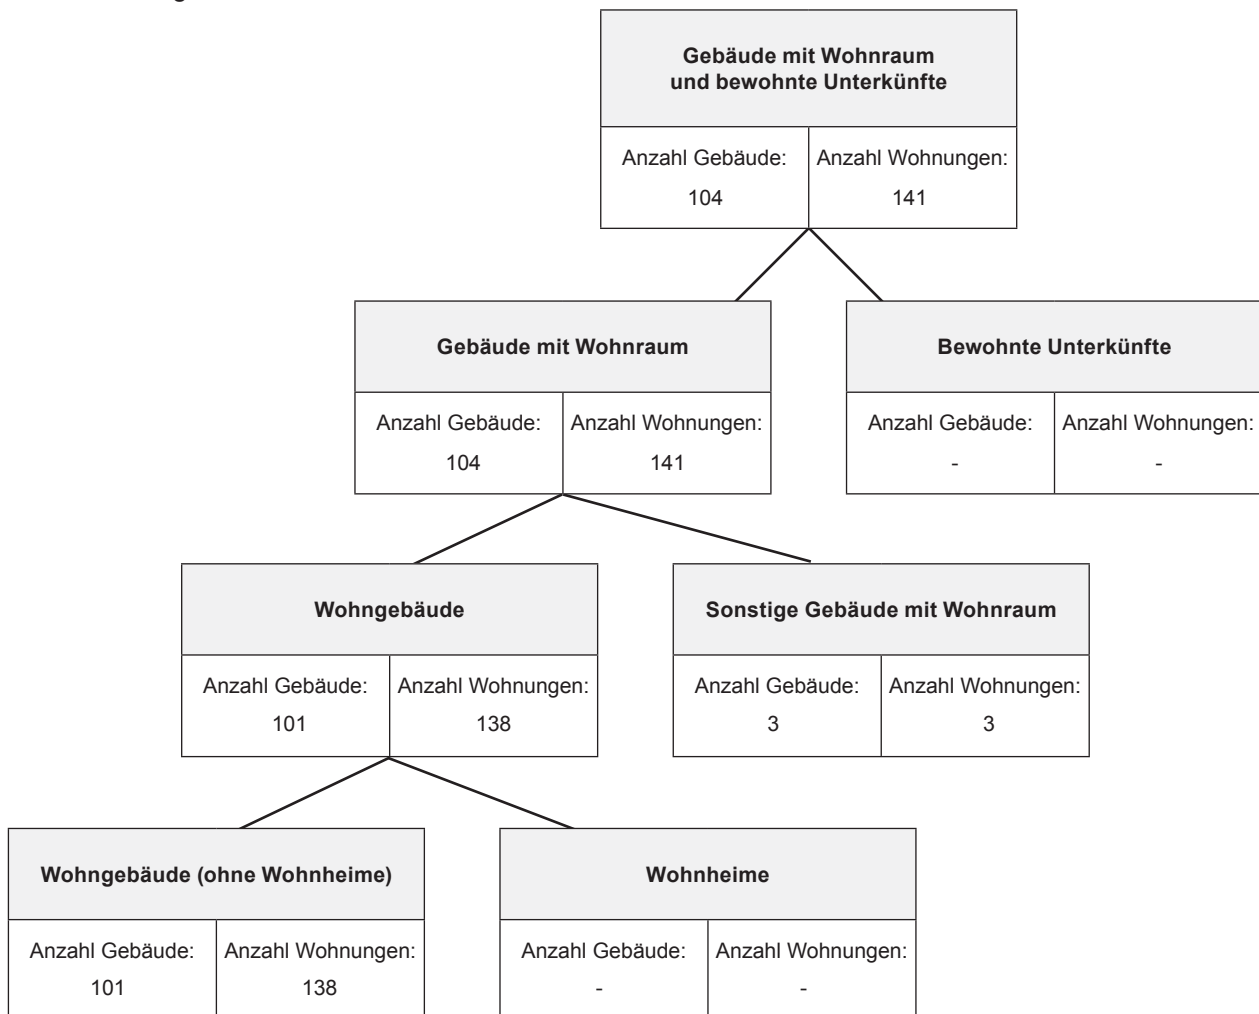 Gebäude mit Wohnraum
und bewohnte Unterkünfte
Anzahl Gebäude: Anzahl Wohnungen:
104 141
Gebäude mit Wohnraum
Bewohnte Unterkünfte
Anzahl Gebäude: Anzahl Wohnungen:
104 141
Anzahl Gebäude: Anzahl Wohnungen:
- -
Wohngebäude
Sonstige Gebäude mit Wohnraum
Anzahl Gebäude: Anzahl Wohnungen:
101 138
Anzahl Gebäude: Anzahl Wohnungen:
3 3
Wohngebäude (ohne Wohnheime)
Wohnheime
Anzahl Gebäude: Anzahl Wohnungen:
101 138
Anzahl Gebäude: Anzahl Wohnungen:
- -